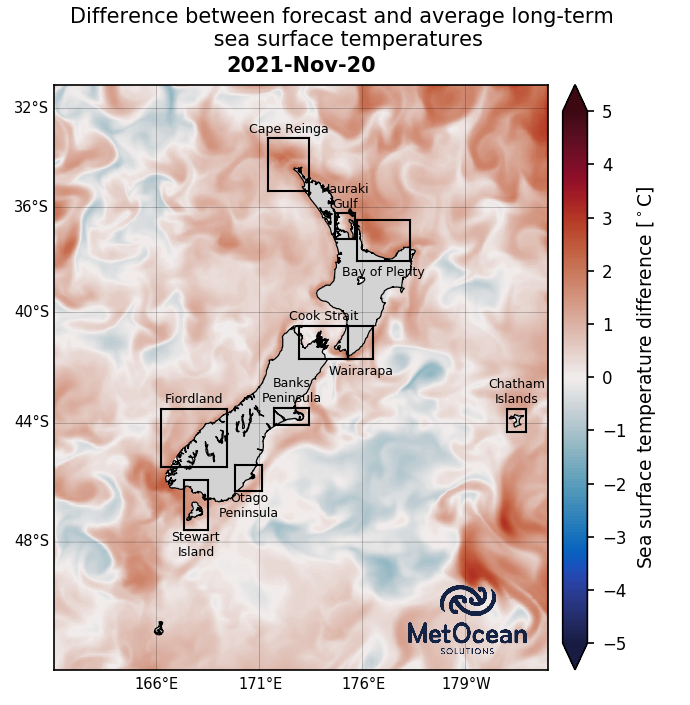 Difference between forecast and average long-term
sea surface temperatures
2021-Nov-20
32°S
36°S
40°S
44°S
48°S
Cape Reinga
Hauraki
Gulf
Bay of Plenty
Cook Strait
Wairarapa
Banks
Peninsula
Fiordland
Chatham
Islands
Otago
Peninsula
Stewart
Island
MetOcean
SOLUTIONS
166°E
171°E
176°E
179°W
5
4
3
2
1
0
−1
−2
−3
−4
−5
Sea surface temperature difference [°C]